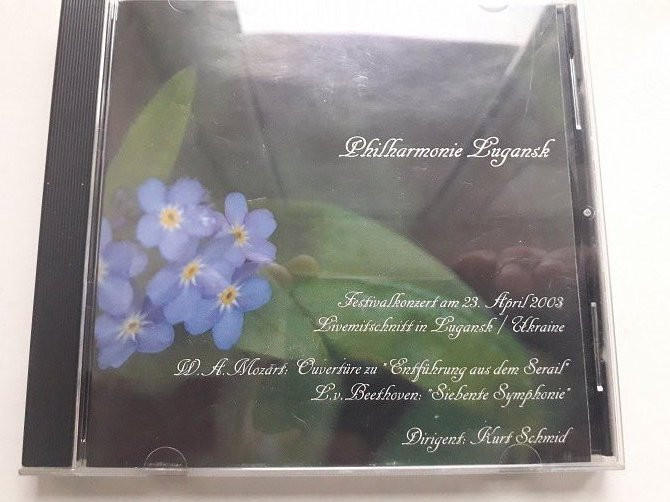 Philharmonie Lugansk
Festivalkonzert am 23. April 2003
Livemitschnitt in Lugansk / Ukraine
W. A. Mozart: Ouvertüre zu "Entführung aus dem Serail"
L. v. Beethoven: "Siebente Symphonie"
Dirigent: Kurt Schmid